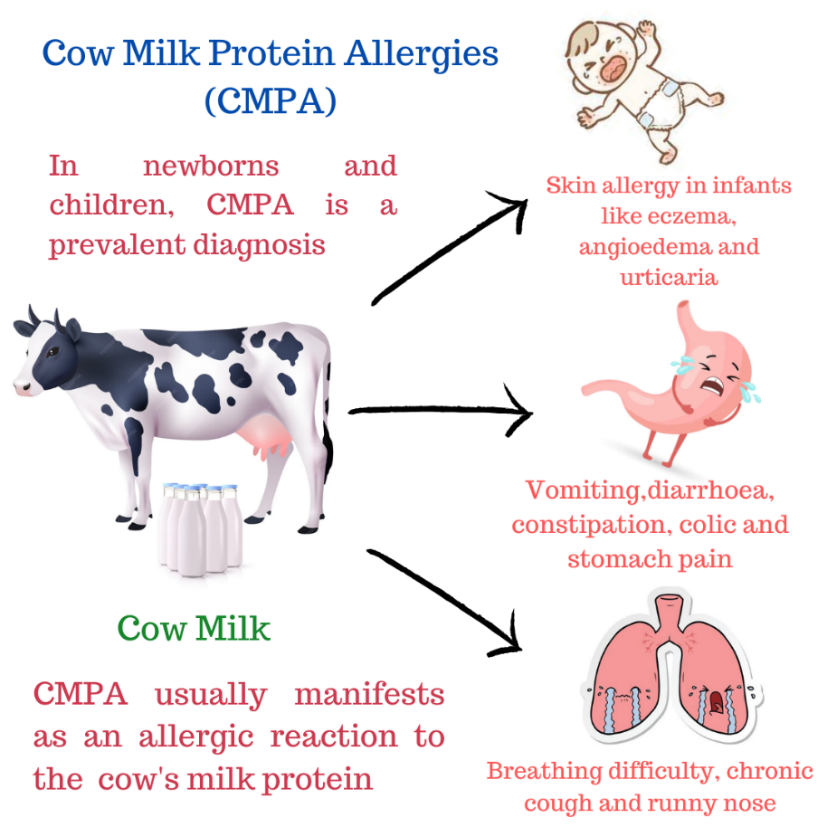 Cow Milk Protein Allergies
(CMPA)
In newborns and
children, CMPA is a
prevalent diagnosis
Skin allergy in infants
like eczema,
angioedema and
urticaria
Vomiting,diarrhoea,
constipation, colic and
stomach pain
Cow Milk
CMPA usually manifests
as an allergic reaction to
the cow's milk protein
Breathing difficulty, chronic
cough and runny nose